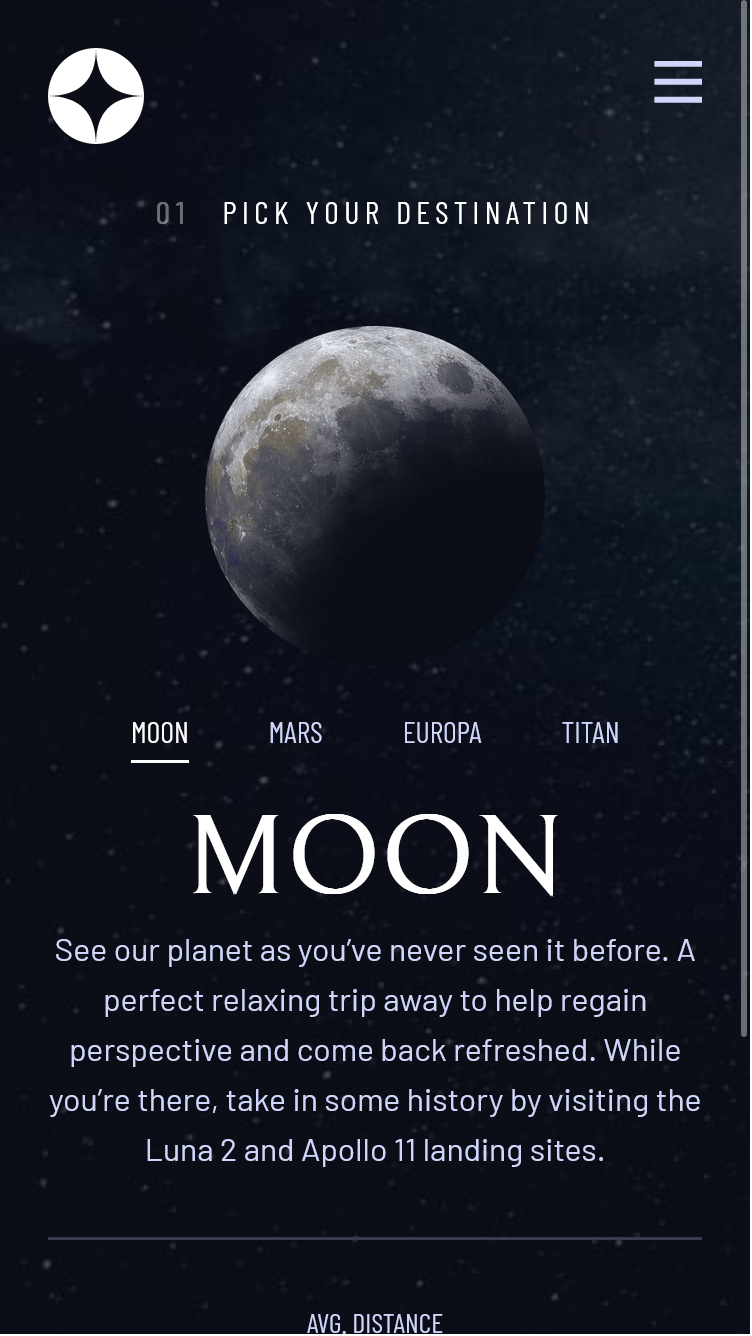 01 PICK YOUR DESTINATION
MOON MARS EUROPA TITAN
MOON
See our planet as you’ve never seen it before. A
perfect relaxing trip away to help regain
perspective and come back refreshed. While
you’re there, take in some history by visiting the
Luna 2 and Apollo 11 landing sites.
AVG. DISTANCE